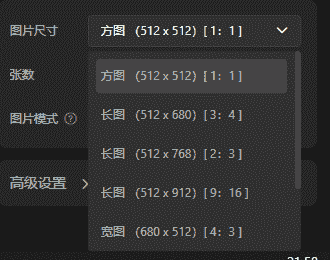 图片尺寸
方图 (512 x 512) [ 1: 1 ]
张数
方图 (512 x 512) [ 1: 1 ]
图片模式 ?
长图 (512 x 680) [ 3: 4 ]
长图 (512 x 768) [ 2: 3 ]
高级设置 >
长图 (512 x 912) [ 9: 16 ]
宽图 (680 x 512) [ 4: 3 ]